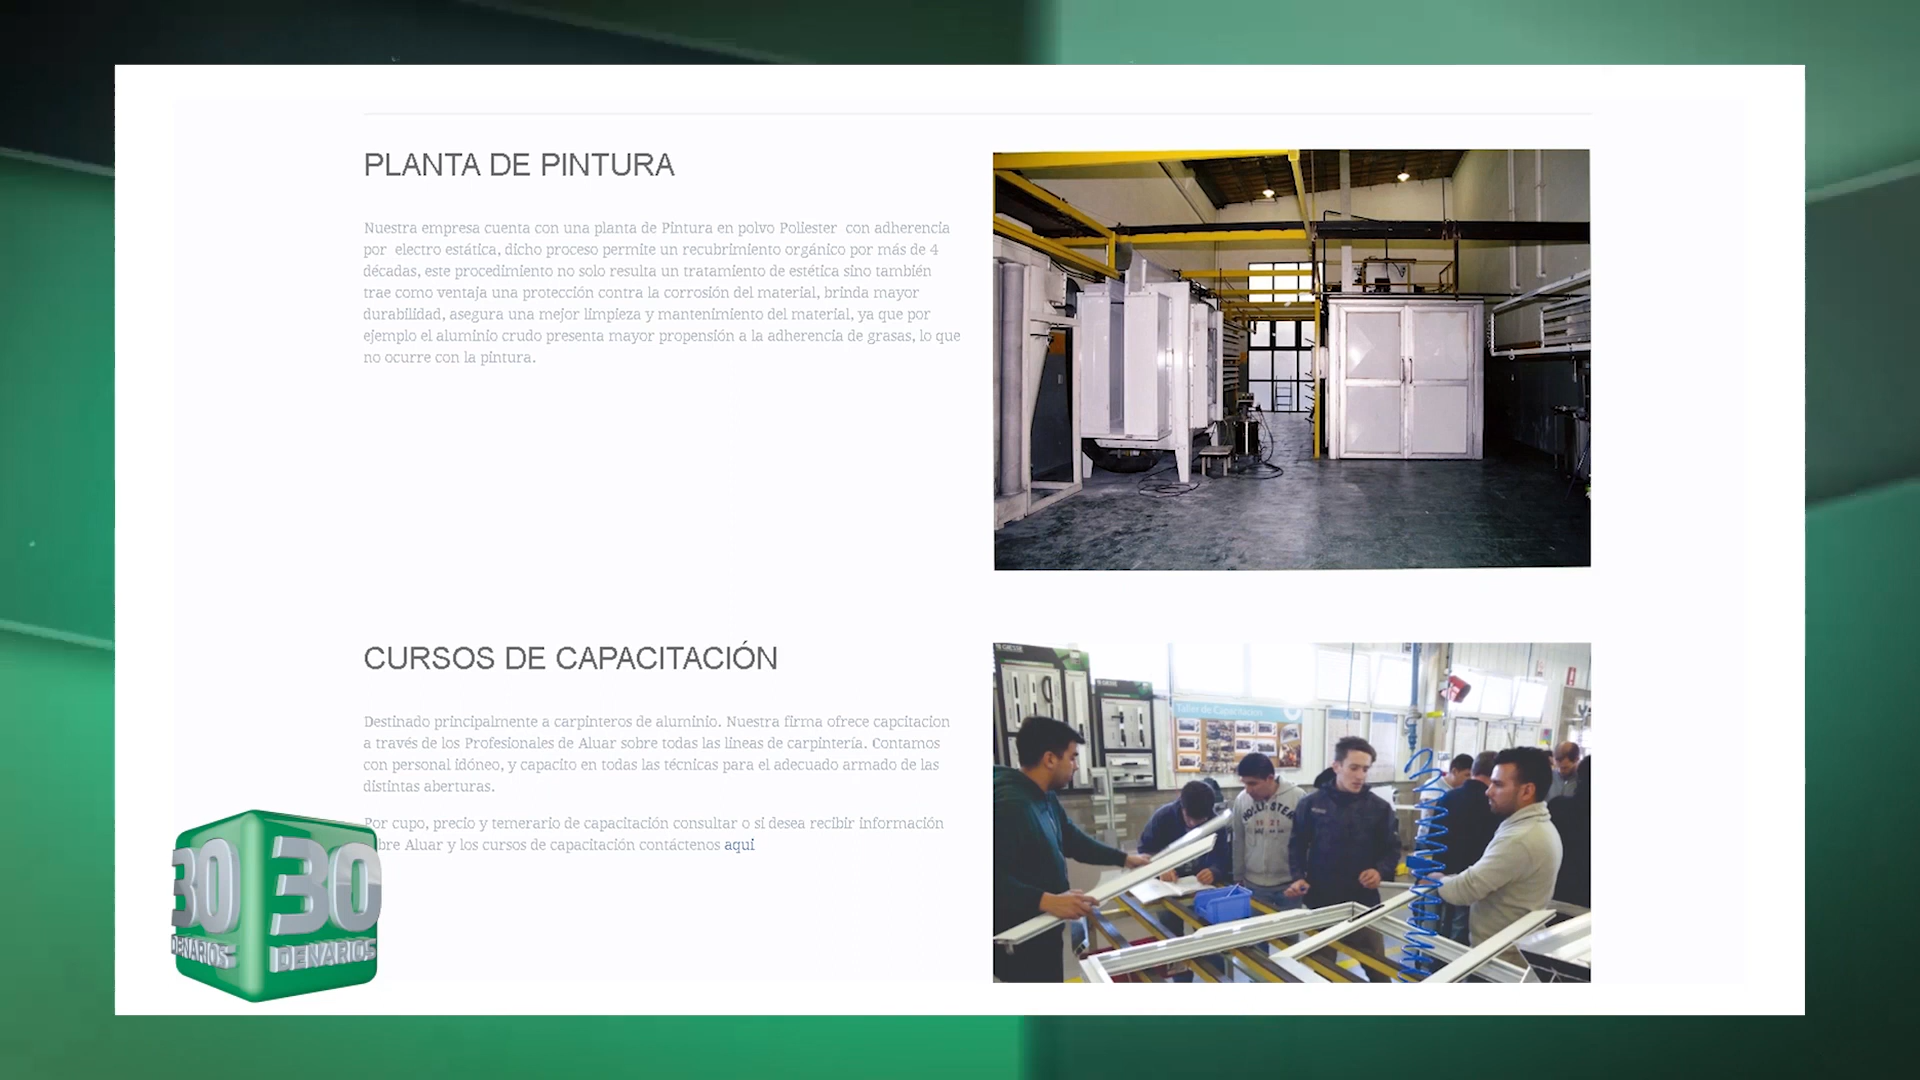 PLANTA DE PINTURA
Nuestra empresa cuenta con una planta de Pintura en polvo Poliester con adherencia
por electro estática, dicho proceso permite un recubrimiento orgánico por más de 4
décadas, este procedimiento no solo resulta un tratamiento de estética sino también
trae como ventaja una protección contra la corrosión del material, brinda mayor
durabilidad, asegura una mejor limpieza y mantenimiento del material, ya que por
ejemplo el aluminio crudo presenta mayor propensión a la adherencia de grasas, lo que
no ocurre con la pintura.
CURSOS DE CAPACITACIÓN
Destinado principalmente a carpinteros de aluminio. Nuestra firma ofrece capcitacion
a través de los Profesionales de Aluar sobre todas las lineas de carpintería. Contamos
con personal idóneo, y capacito en todas las técnicas para el adecuado armado de las
distintas aberturas.
Por cupo, precio y temerario de capacitación consultar o si desea recibir información
bre Aluar y los cursos de capacitación contáctenos aqui
Taller de Capacitacion
HOLLISTER
30 30
DENARIOS DENARIOS